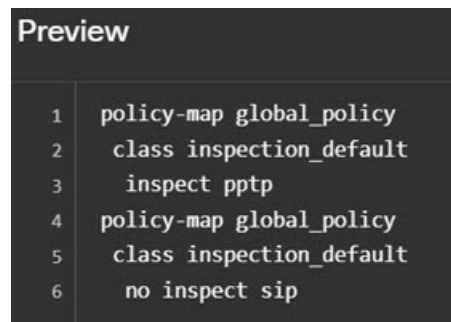 Preview
1 policy-map global_policy
2 class inspection_default
3 inspect pptp
4 policy-map global_policy
5 class inspection_default
6 no inspect sip